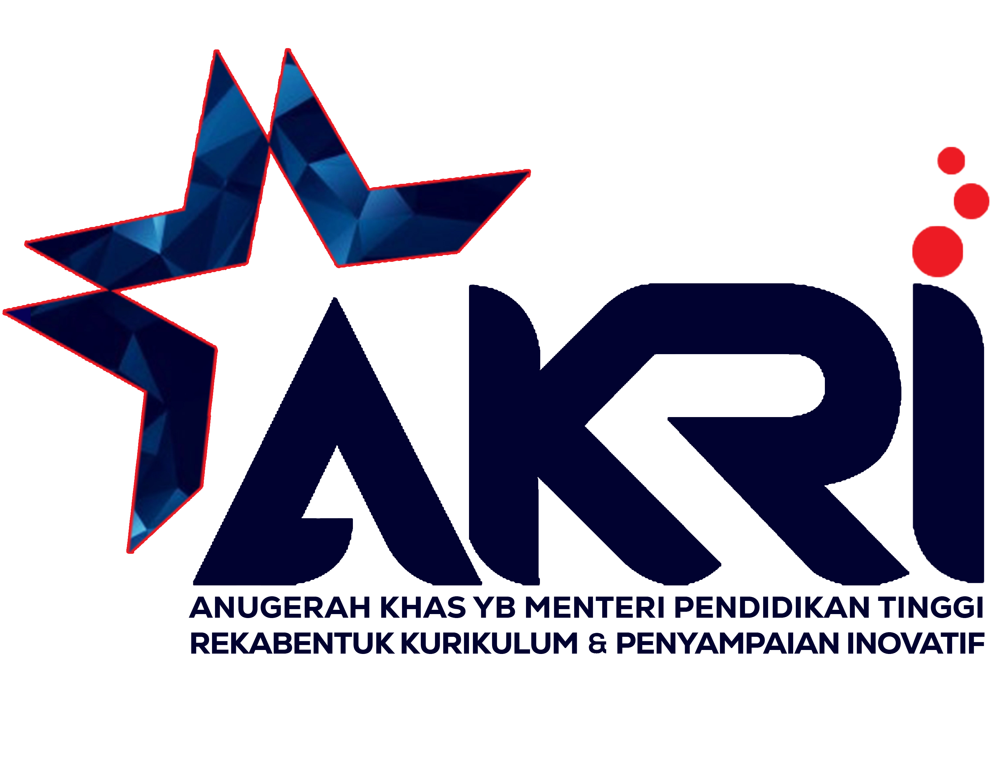 AKRI
ANUGERAH KHAS YB MENTERI PENDIDIKAN TINGGI
REKABENTUK KURIKULUM & PENYAMPAIAN INOVATIF